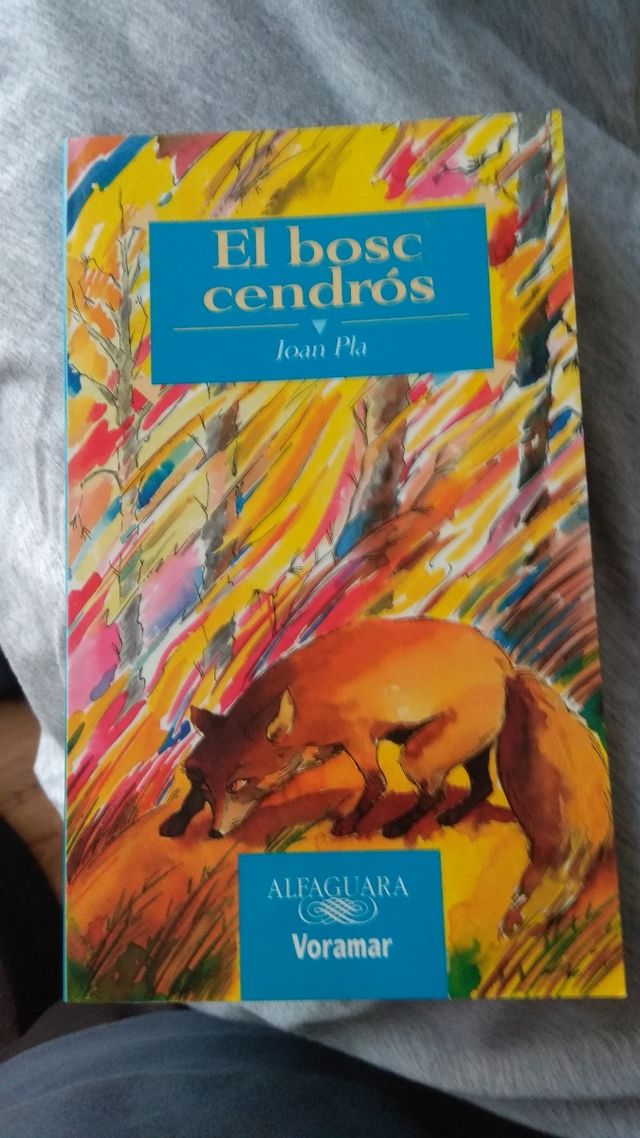 El bosc
cendrós
Joan Pla
ALFAGUARA
Voramar